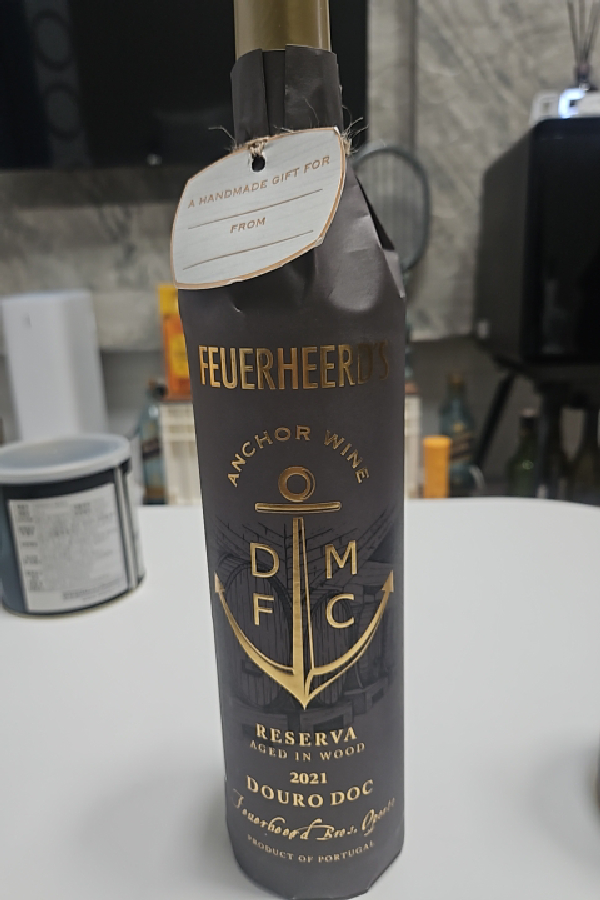 A HANDMADE GIFT FOR
FROM
FEUERHEERD'S
ANCHOR WINE
D M
F C
RESERVA
AGED IN WOOD
2021
DOURO DOC
Feuerheerd Bros. Oporto
PRODUCT OF PORTUGAL